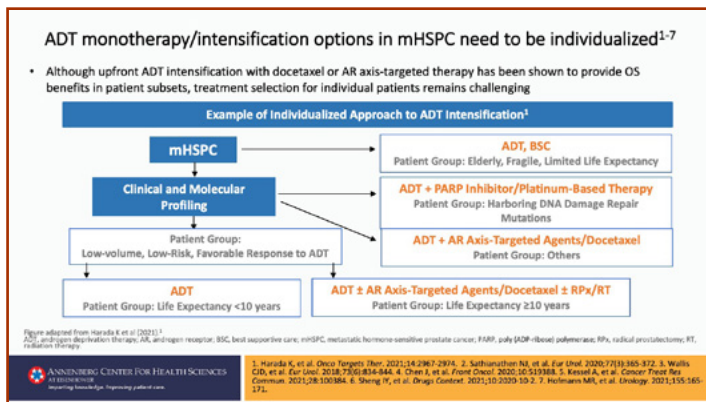 ADT monotherapy/intensification options in mHSPC need to be individualized1-7
• Although upfront ADT intensification with docetaxel or AR axis-targeted therapy has been shown to provide OS
benefits in patient subsets, treatment selection for individual patients remains challenging
Example of Individualized Approach to ADT Intensification1
mHSPC
ADT, BSC
Patient Group: Elderly, Fragile, Limited Life Expectancy
Clinical and Molecular
Profiling
ADT + PARP Inhibitor/Platinum-Based Therapy
Patient Group: Harboring DNA Damage Repair
Mutations
Patient Group:
Low-volume, Low-Risk, Favorable Response to ADT
ADT + AR Axis-Targeted Agents/Docetaxel
Patient Group: Others
ADT
Patient Group: Life Expectancy <10 years
ADT ± AR Axis-Targeted Agents/Docetaxel ± RPx/RT
Patient Group: Life Expectancy ≥10 years
Figure adapted from Harada K et al (2021).1
ADT, androgen deprivation therapy; AR, androgen receptor; BSC, best supportive care; mHSPC, metastatic hormone-sensitive prostate cancer; PARP, poly (ADP-ribose) polymerase; RPx, radical prostatectomy; RT,
radiation therapy.
ANNENBERG CENTER FOR HEALTH SCIENCES
AT EISENHOWER
Imparting knowledge. Improving patient care.
1. Harada K, et al. Onco Targets Ther. 2021;14:2967-2974. 2. Sathianathen NJ, et al. Eur Urol. 2020;77(3):365-372. 3. Wallis
CJD, et al. Eur Urol. 2018;73(6):834-844. 4. Chen J, et al. Front Oncol. 2020;10:519388. 5. Kessel A, et al. Cancer Treat Res
Commun. 2021;28:100384. 6. Sheng IY, et al. Drugs Context. 2021;10:2020-10-2. 7. Hofmann MR, et al. Urology. 2021;155:165-
171.